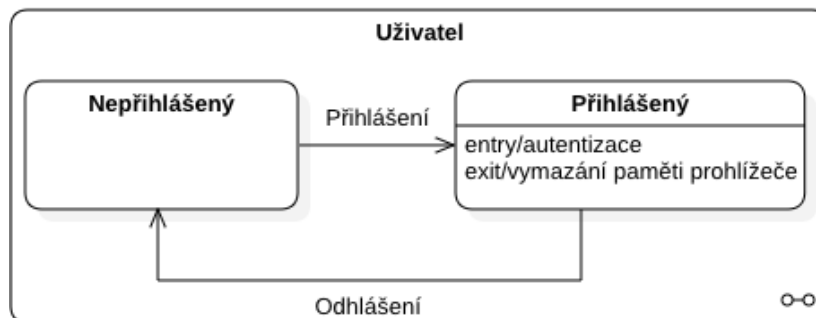 Uživatel
Nepřihlášený
Přihlášení
Přihlášený
entry/autentizace
exit/vymazání paměti prohlížeče
Odhlášení